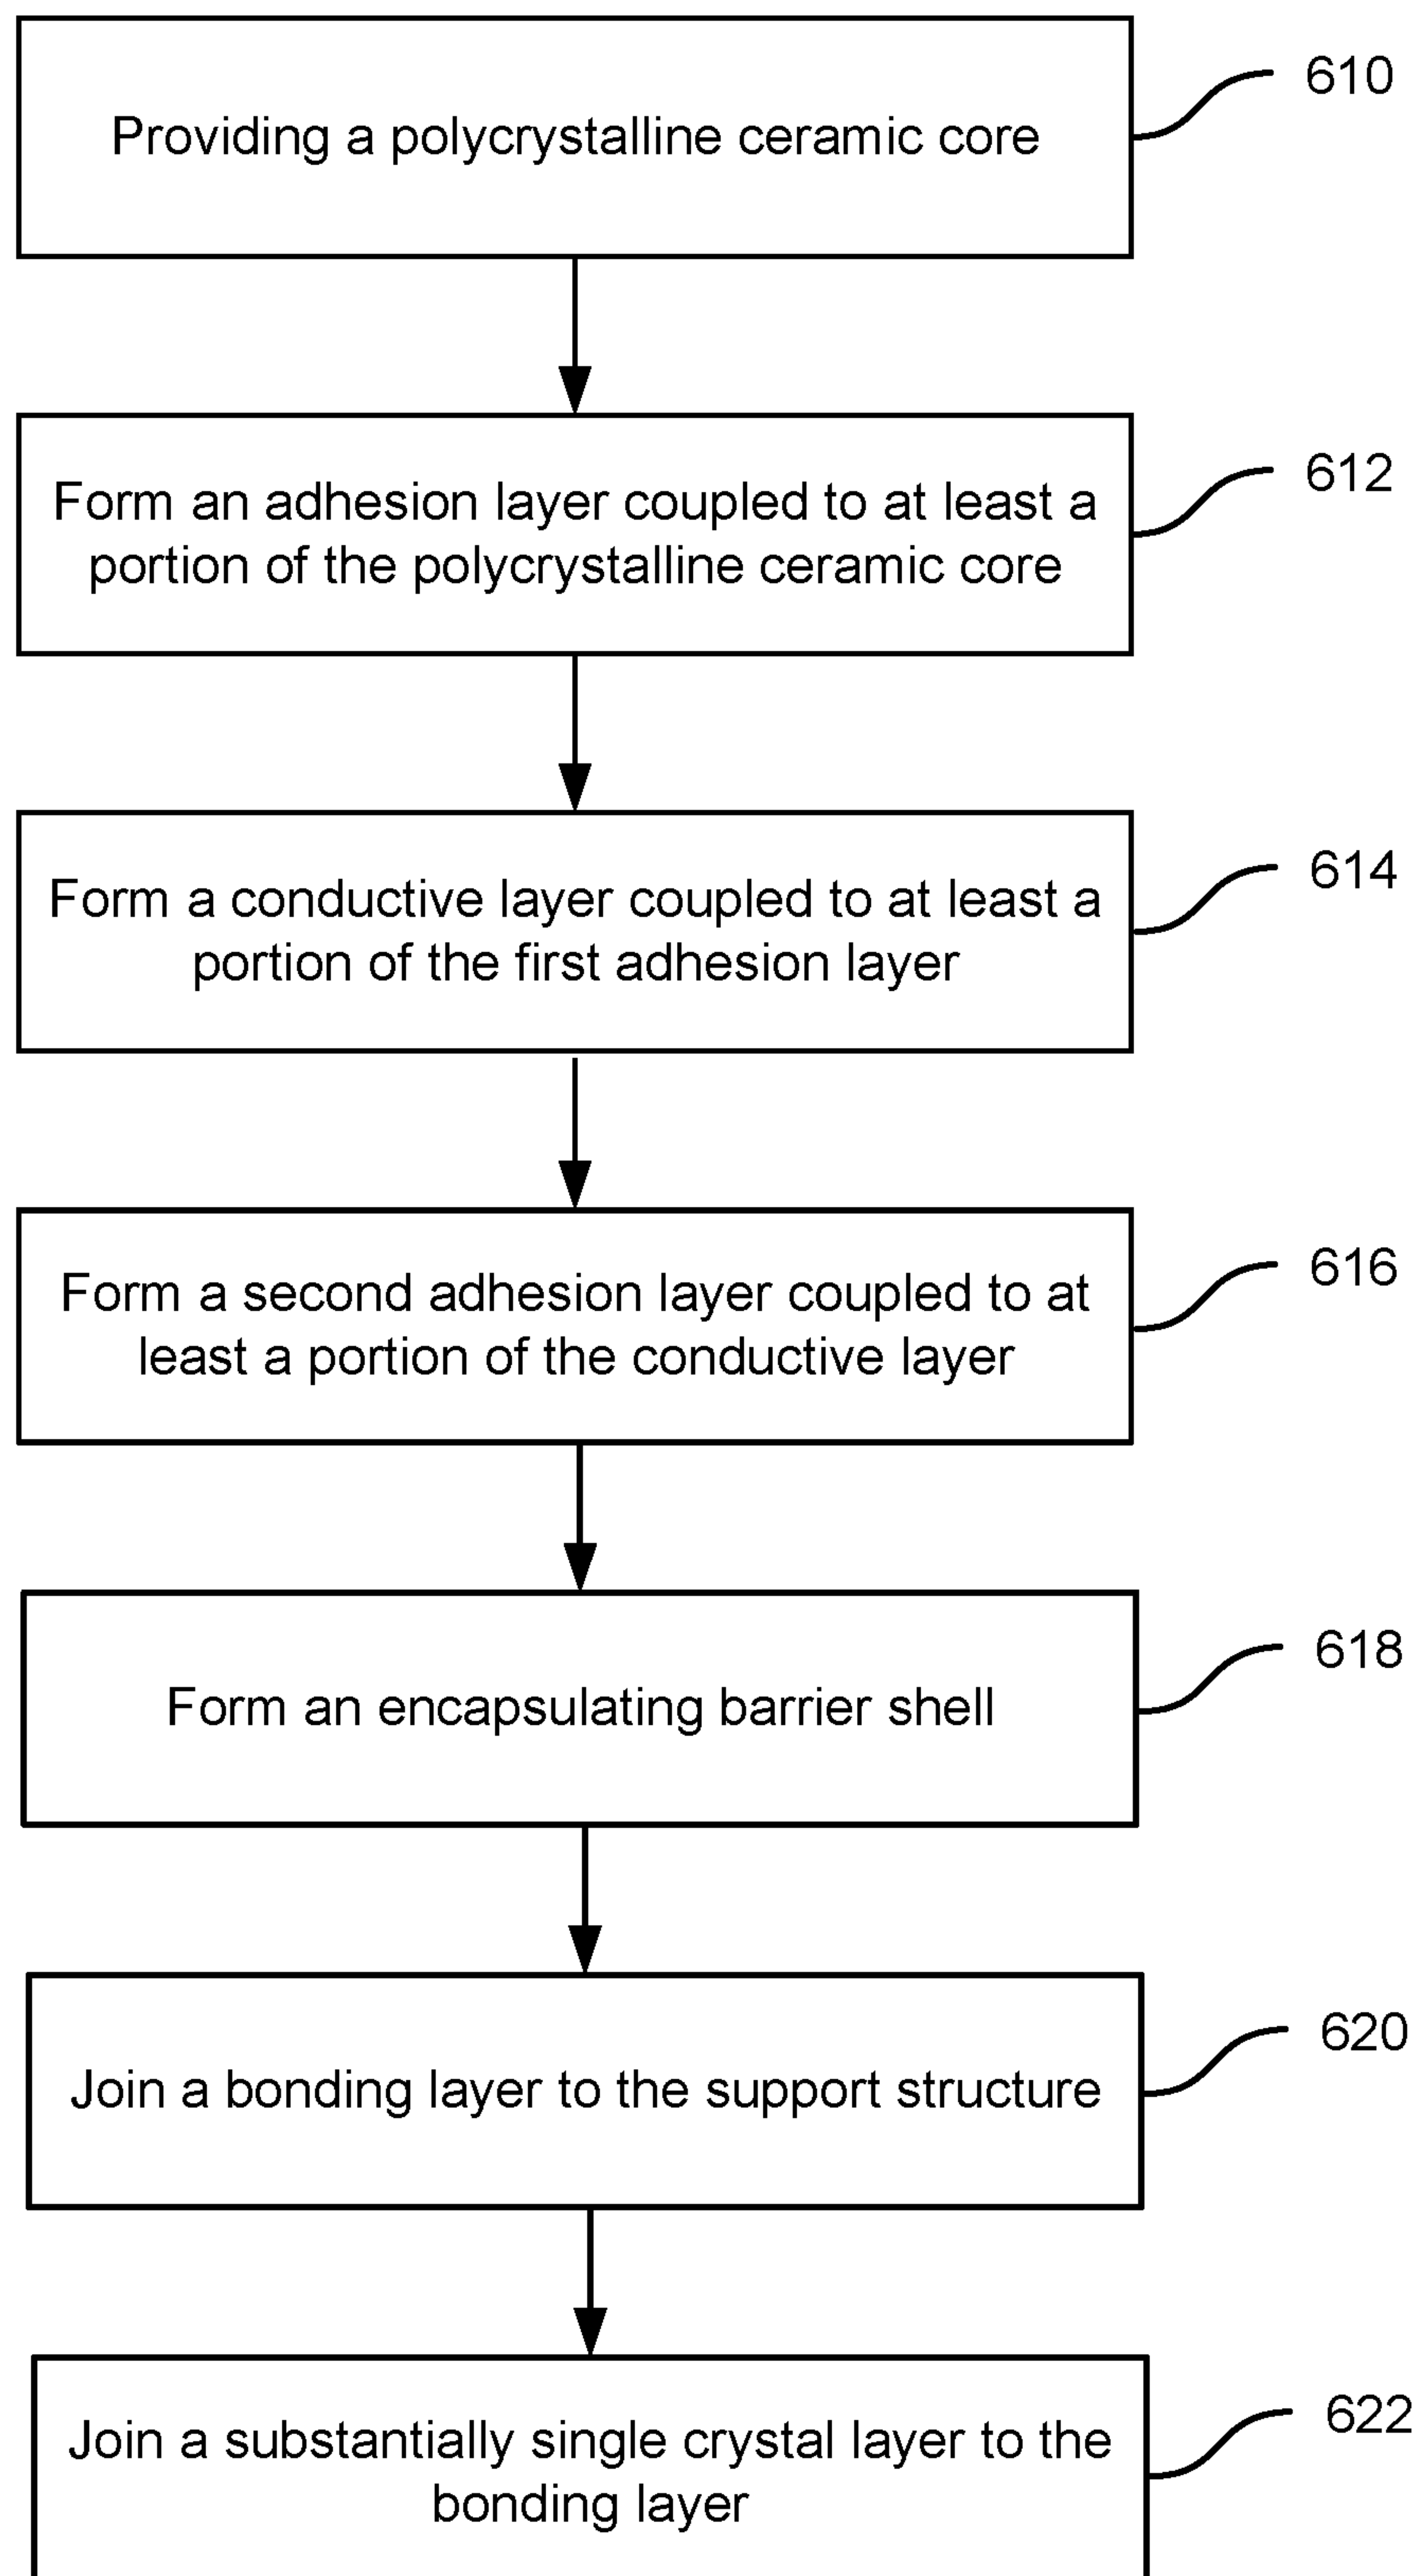 Providing a polycrystalline ceramic core
610
Form an adhesion layer coupled to at least a
portion of the polycrystalline ceramic core
612
Form a conductive layer coupled to at least a
portion of the first adhesion layer
614
Form a second adhesion layer coupled to at
least a portion of the conductive layer
616
Form an encapsulating barrier shell
618
Join a bonding layer to the support structure
620
Join a substantially single crystal layer to the
bonding layer
622